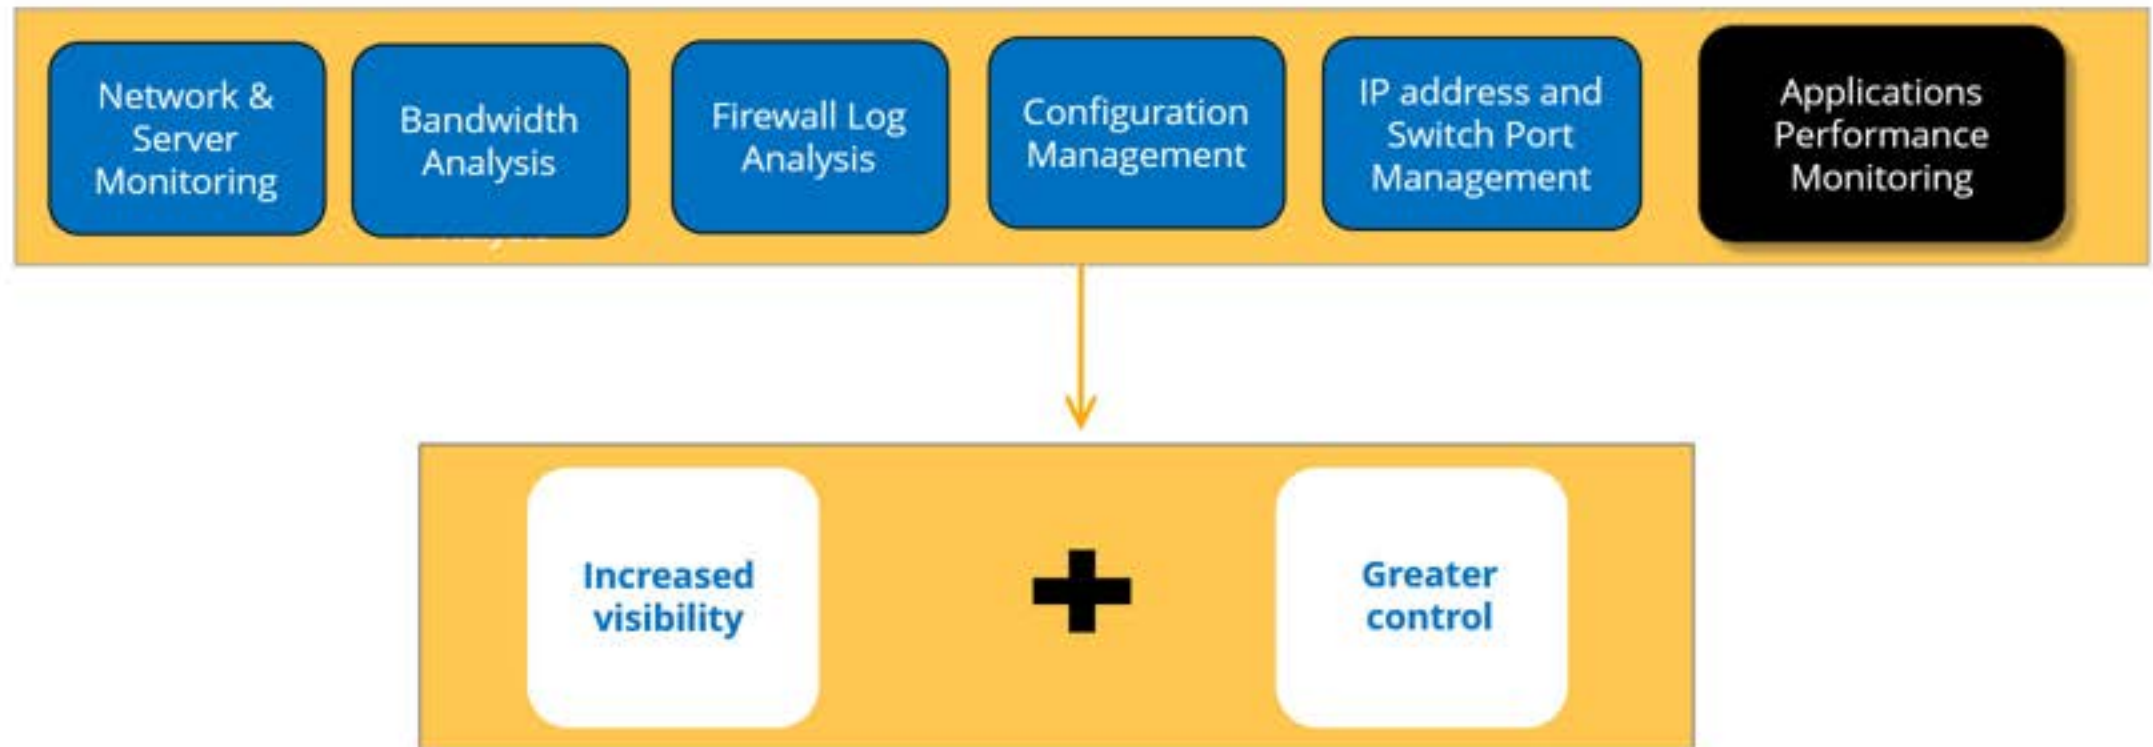 Network &
Server
Monitoring
Bandwidth
Analysis
Firewall Log
Analysis
Configuration
Management
IP address and
Switch Port
Management
Applications
Performance
Monitoring
Increased
visibility
Greater
control